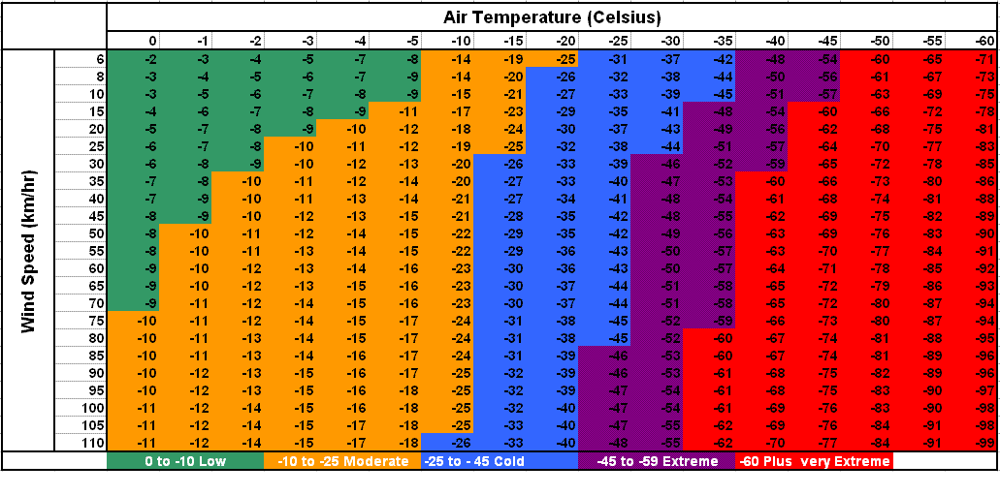 Air Temperature (Celsius)
0 -1 -2 -3 -4 -5 -10 -15 -20 -25 -30 -35 -40 -45 -50 -55 -60
Wind Speed (km/hr)
6 -2 -3 -4 -5 -7 -8 -14 -19 -25 -31 -37 -42 -48 -54 -60 -65 -71
8 -3 -4 -5 -6 -7 -9 -14 -20 -26 -32 -38 -44 -50 -56 -61 -67 -73
10 -3 -5 -6 -7 -8 -9 -15 -21 -27 -33 -39 -45 -51 -57 -63 -69 -75
15 -4 -6 -7 -8 -9 -11 -17 -23 -29 -35 -41 -48 -54 -60 -66 -72 -78
20 -5 -7 -8 -9 -10 -12 -18 -24 -30 -37 -43 -49 -56 -62 -68 -75 -81
25 -6 -7 -8 -10 -11 -12 -19 -25 -32 -38 -44 -51 -57 -64 -70 -77 -83
30 -6 -8 -9 -10 -12 -13 -20 -26 -33 -39 -46 -52 -59 -65 -72 -78 -85
35 -7 -8 -10 -11 -12 -14 -20 -27 -33 -40 -47 -53 -60 -66 -73 -80 -86
40 -7 -9 -10 -11 -13 -14 -21 -27 -34 -41 -48 -54 -61 -68 -74 -81 -88
45 -8 -9 -10 -12 -13 -15 -21 -28 -35 -42 -48 -55 -62 -69 -75 -82 -89
50 -8 -10 -11 -12 -14 -15 -22 -29 -35 -42 -49 -56 -63 -69 -76 -83 -90
55 -8 -10 -11 -13 -14 -15 -22 -29 -36 -43 -50 -57 -63 -70 -77 -84 -91
60 -9 -10 -12 -13 -14 -16 -23 -30 -36 -43 -50 -57 -64 -71 -78 -85 -92
65 -9 -10 -12 -13 -15 -16 -23 -30 -37 -44 -51 -58 -65 -72 -79 -86 -93
70 -9 -11 -12 -14 -15 -16 -23 -30 -37 -44 -51 -58 -65 -72 -80 -87 -94
75 -10 -11 -12 -14 -15 -17 -24 -31 -38 -45 -52 -59 -66 -73 -80 -87 -94
80 -10 -11 -13 -14 -15 -17 -24 -31 -38 -45 -52 -60 -67 -74 -81 -88 -95
85 -10 -11 -13 -14 -16 -17 -24 -31 -39 -46 -53 -60 -67 -74 -81 -89 -96
90 -10 -12 -13 -15 -16 -17 -25 -32 -39 -46 -53 -61 -68 -75 -82 -89 -96
95 -10 -12 -13 -15 -16 -18 -25 -32 -39 -47 -54 -61 -68 -75 -83 -90 -97
100 -11 -12 -14 -15 -16 -18 -25 -32 -40 -47 -54 -61 -69 -76 -83 -90 -98
105 -11 -12 -14 -15 -17 -18 -25 -33 -40 -47 -55 -62 -69 -76 -84 -91 -98
110 -11 -12 -14 -15 -17 -18 -26 -33 -40 -48 -55 -62 -70 -77 -84 -91 -99
0 to -10 Low -10 to -25 Moderate -25 to - 45 Cold -45 to -59 Extreme -60 Plus very Extreme